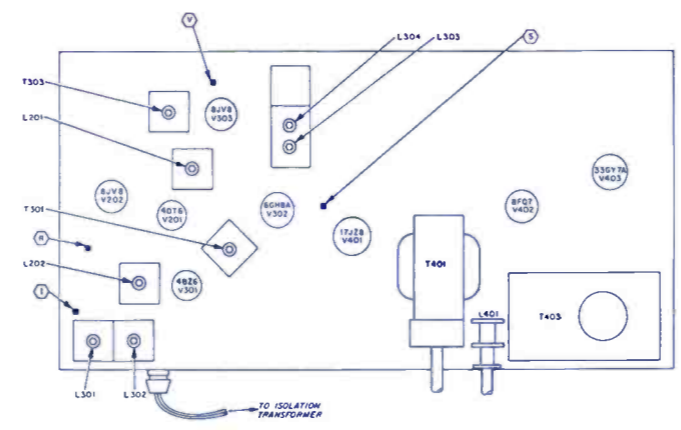 V
L304
L303
S
T303
8JV8
V303
L201
33GY7A
V403
8JV8
V202
4DT6
V201
6GH8A
V302
8FQ7
V402
T301
17JZ8
V401
T401
L202
4BZ6
V301
L401
T403
L301
L302
TO ISOLATION
TRANSFORMER